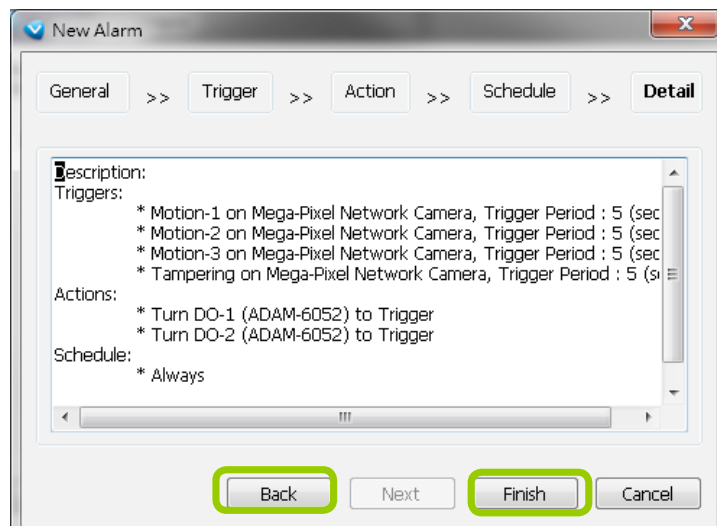 New Alarm
General >> Trigger >> Action >> Schedule >> Detail
Description:
Triggers:
* Motion-1 on Mega-Pixel Network Camera, Trigger Period : 5 (sec
* Motion-2 on Mega-Pixel Network Camera, Trigger Period : 5 (sec
* Motion-3 on Mega-Pixel Network Camera, Trigger Period : 5 (sec
* Tampering on Mega-Pixel Network Camera, Trigger Period : 5 (s
Actions:
* Turn DO-1 (ADAM-6052) to Trigger
* Turn DO-2 (ADAM-6052) to Trigger
Schedule:
* Always
Back Next Finish Cancel